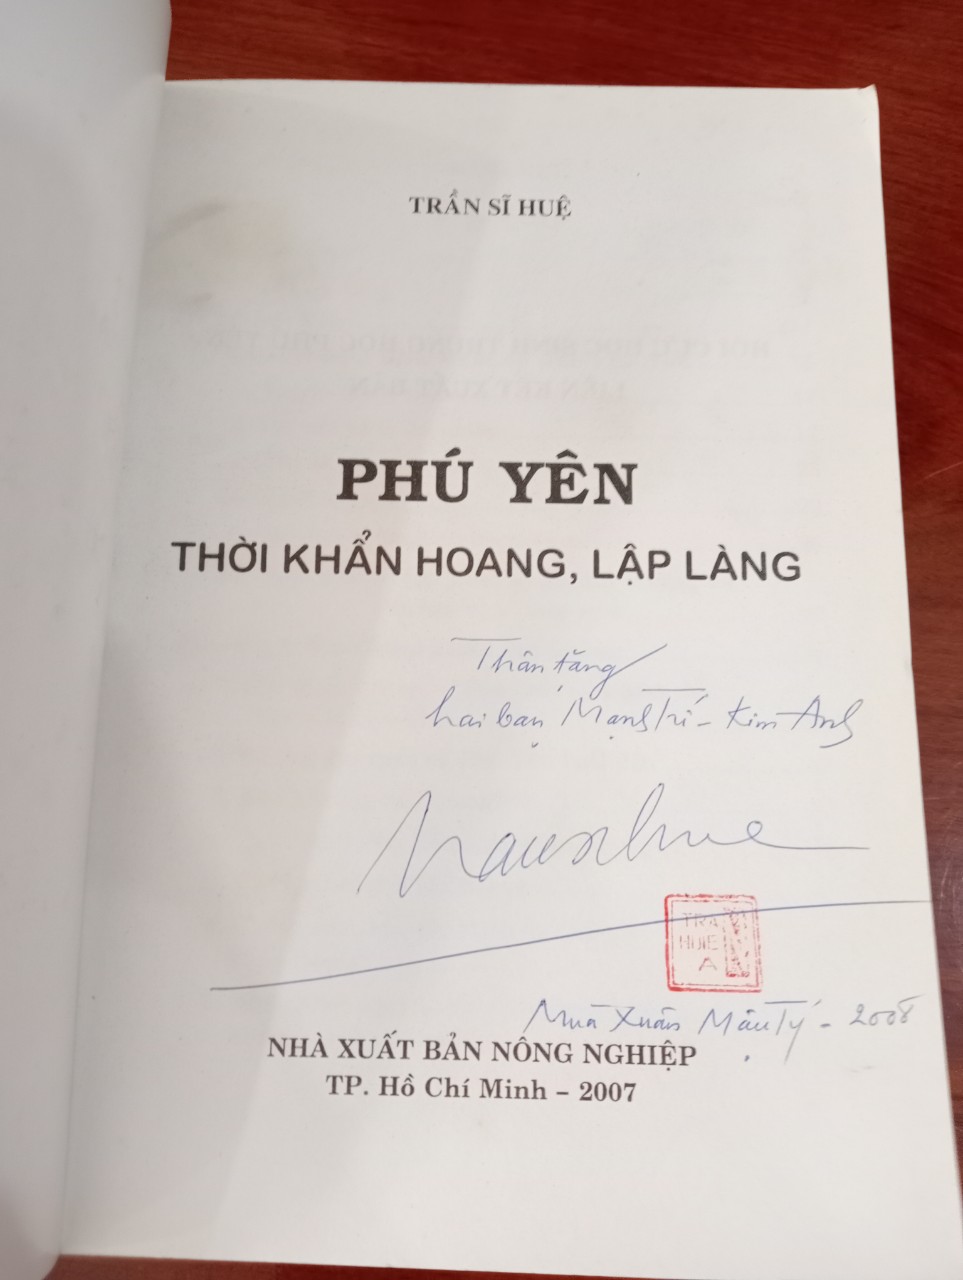 TRẦN SĨ HUỆ
PHÚ YÊN
THỜI KHẨN HOANG, LẬP LÀNG
Thân tặng
hai bạn Mạnh Trí - Kim Anh
HUIE
A
Mùa Xuân Mậu Tý - 2008
NHÀ XUẤT BẢN NÔNG NGHIỆP
TP. Hồ Chí Minh – 2007